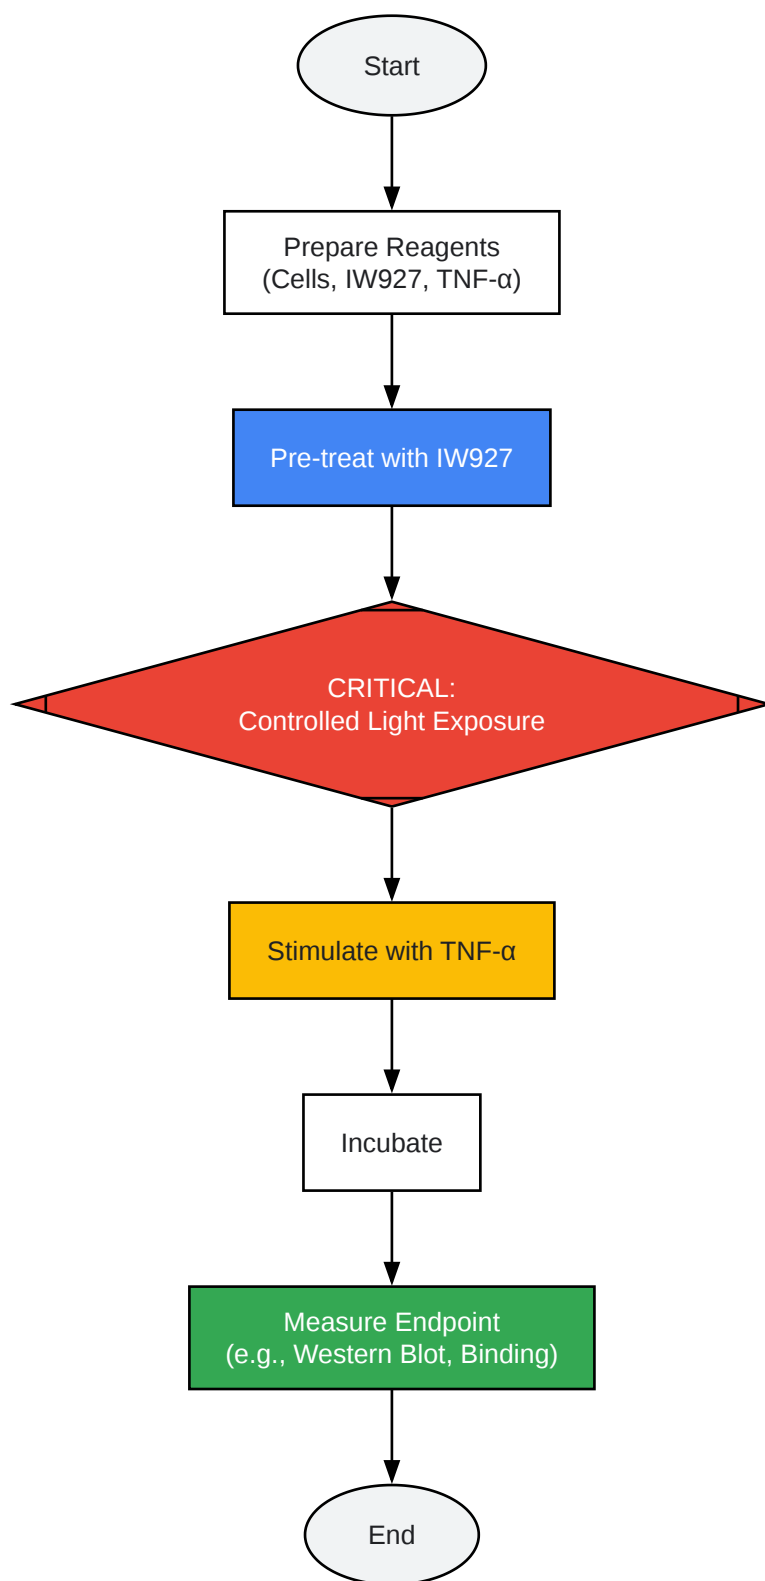 Start
Prepare Reagents
(Cells, IW927, TNF-α)
Pre-treat with IW927
CRITICAL:
Controlled Light Exposure
Stimulate with TNF-α
Incubate
Measure Endpoint
(e.g., Western Blot, Binding)
End